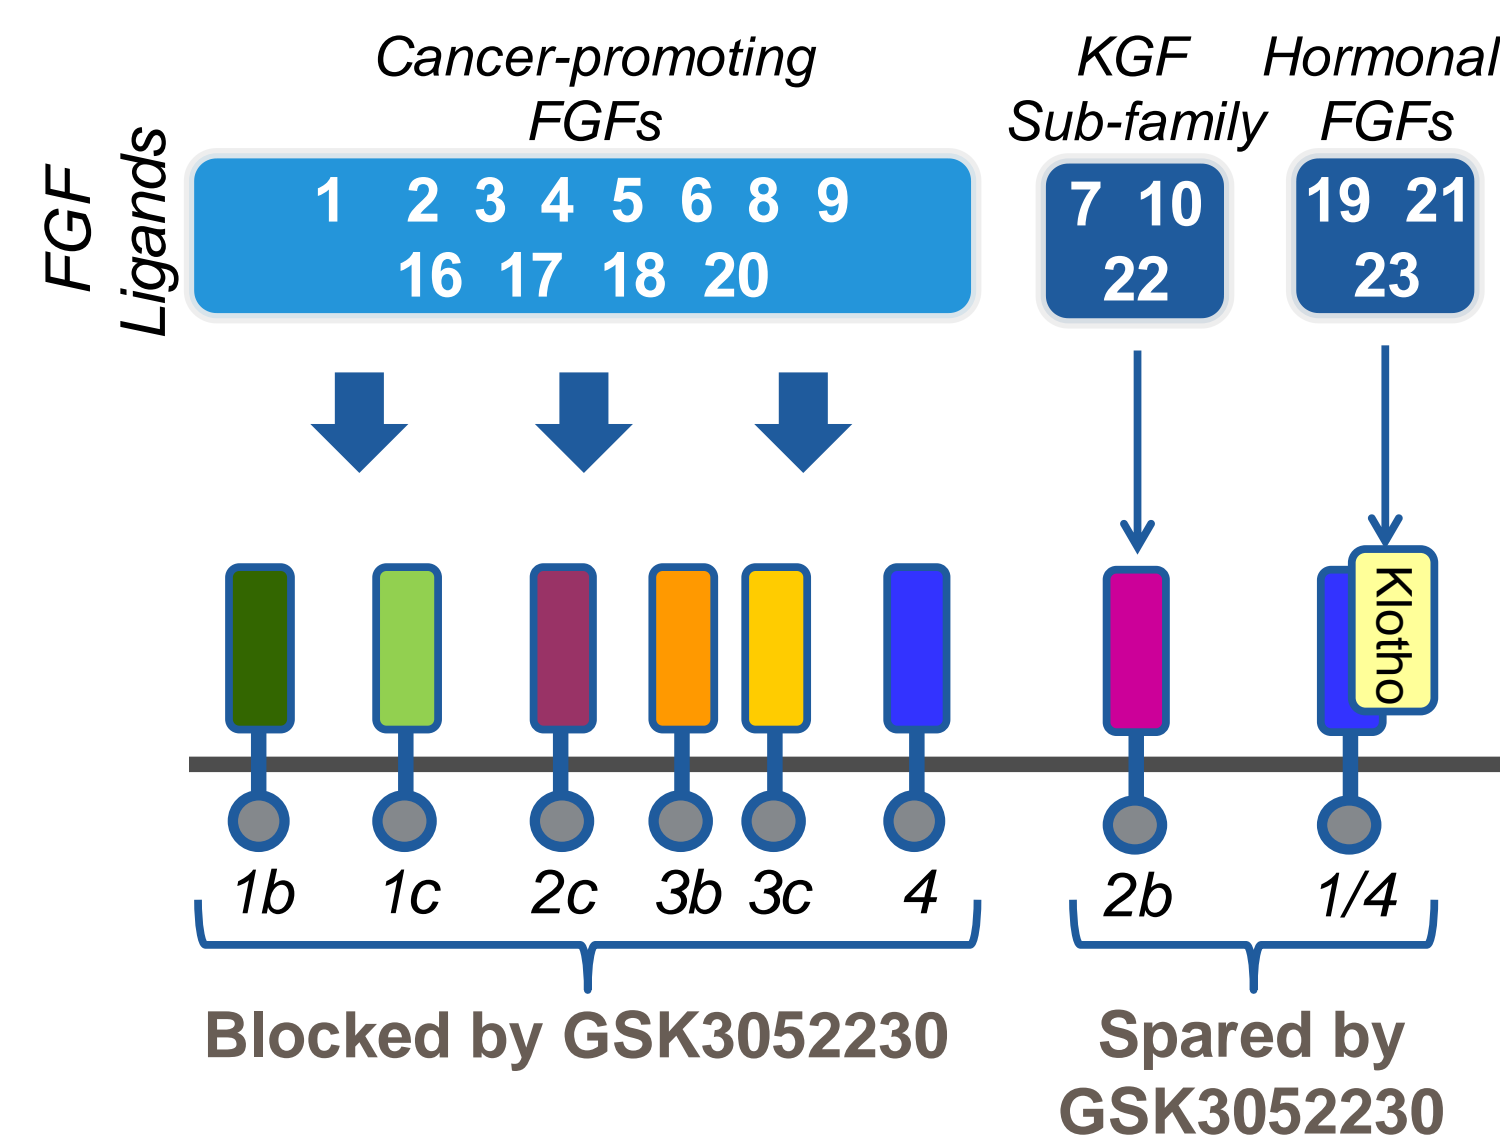 Cancer-promoting
FGFs
KGF
Sub-family
Hormonal
FGFs
FGF
Ligands
1 2 3 4 5 6 8 9
16 17 18 20
7 10
22
19 21
23
Klotho
1b 1c 2c 3b 3c 4 2b 1/4
Blocked by GSK3052230
Spared by
GSK3052230